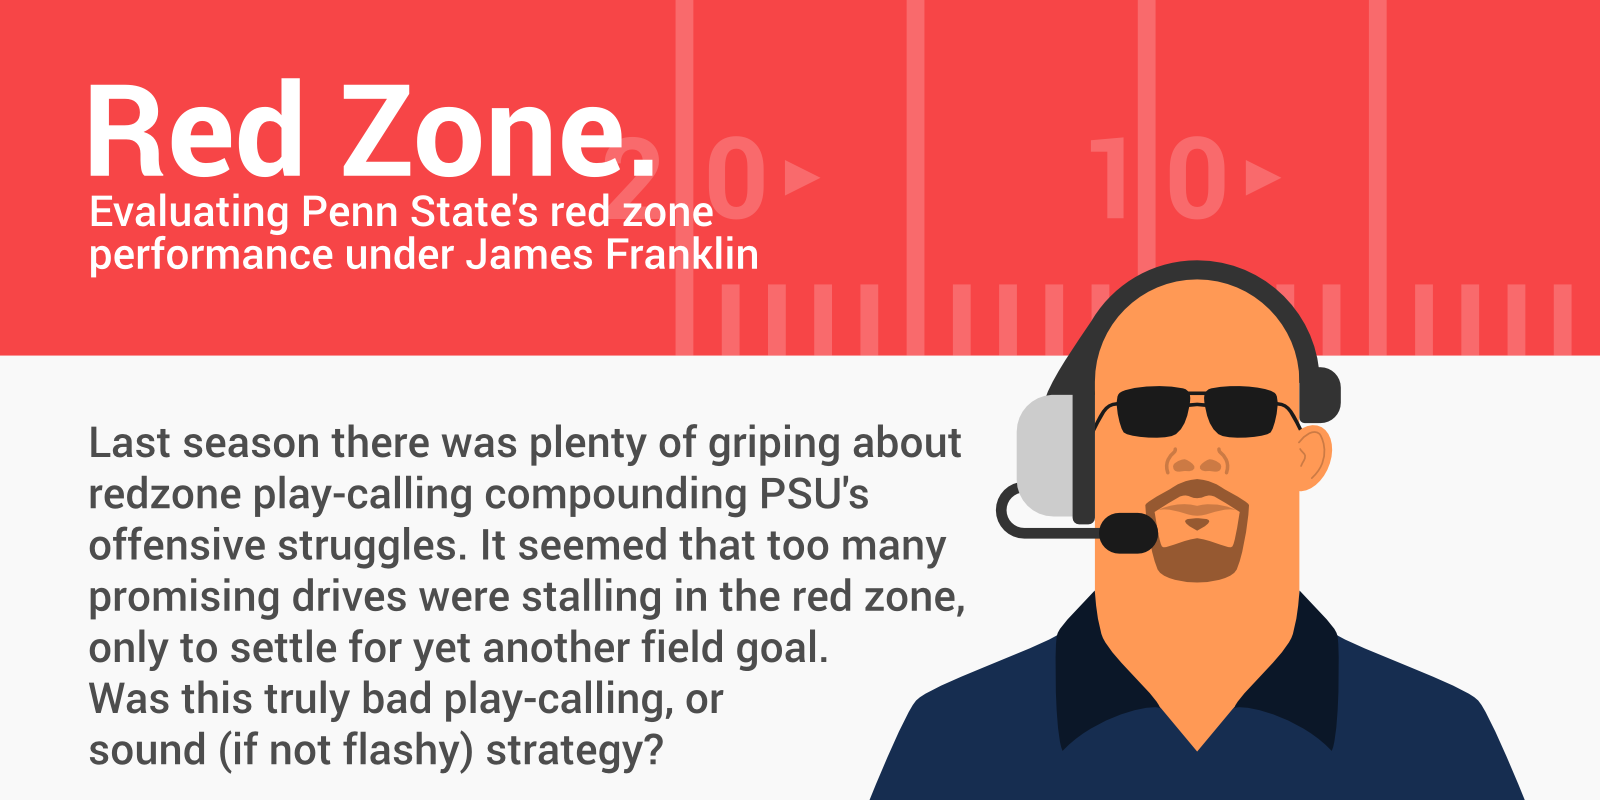 Red Zone.
Evaluating Penn State's red zone
performance under James Franklin
20 10
Last season there was plenty of griping about
redzone play-calling compounding PSU's
offensive struggles. It seemed that too many
promising drives were stalling in the red zone,
only to settle for yet another field goal.
Was this truly bad play-calling, or
sound (if not flashy) strategy?